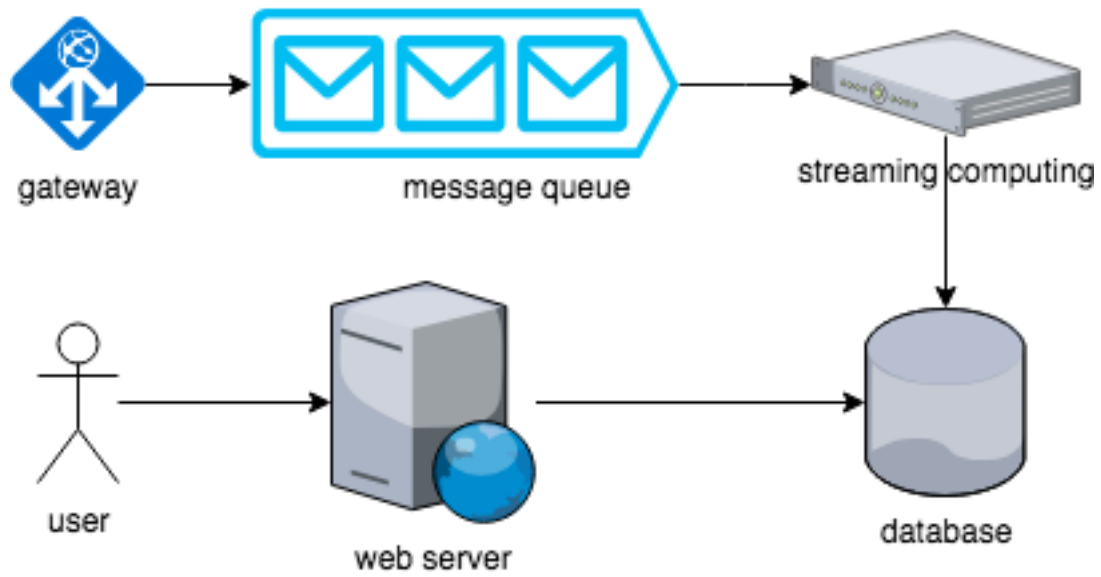 gateway
message queue
streaming computing
user
web server
database